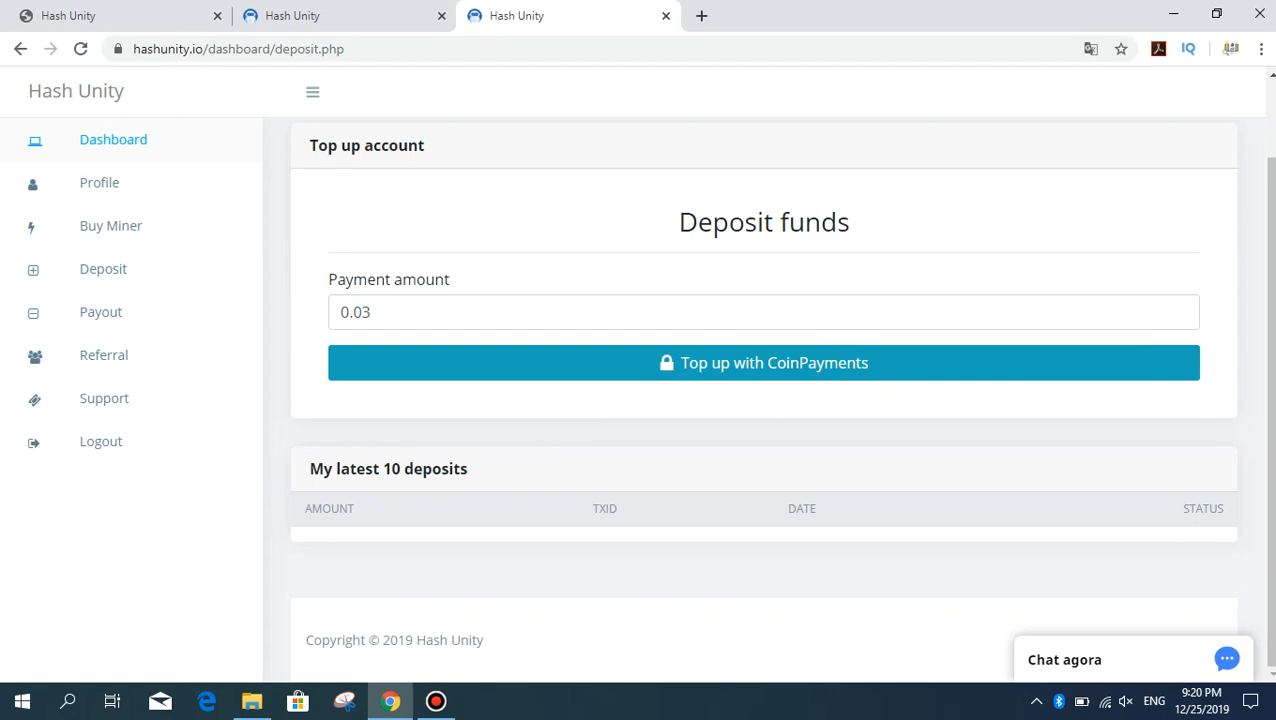 Hash Unity
Hash Unity
Hash Unity
hashunity.io/dashboard/deposit.php
IQ
Hash Unity
Dashboard
Profile
Buy Miner
Deposit
Payout
Referral
Support
Logout
Top up account
Deposit funds
Payment amount
0.03
Top up with CoinPayments
My latest 10 deposits
AMOUNT TXID DATE STATUS
Copyright © 2019 Hash Unity
Chat agora
ENG
9:20 PM
12/25/2019